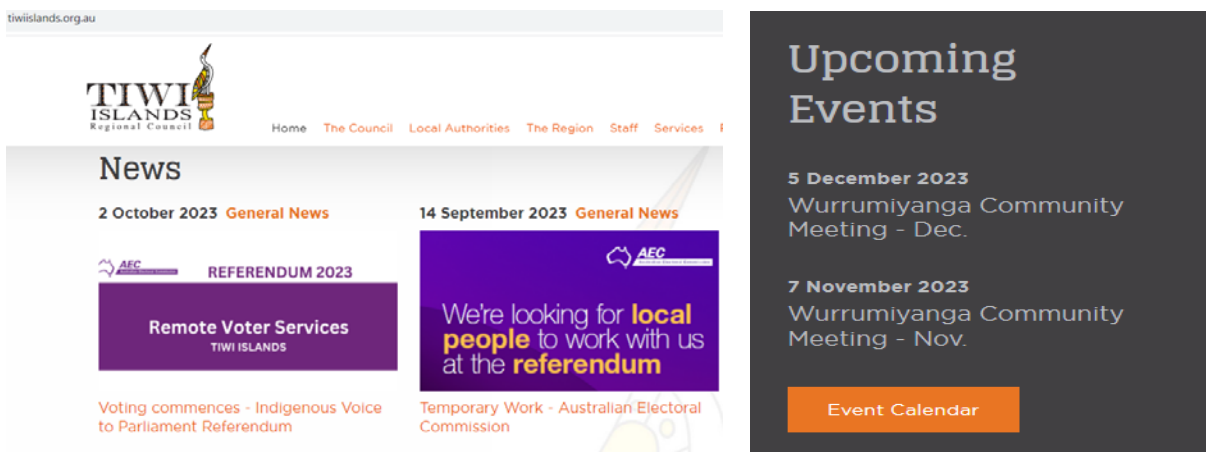 tiwiislands.org.au
TIWI
ISLANDS
Regional Council
Home The Council Local Authorities The Region Staff Services
News
2 October 2023 General News
AEC
REFERENDUM 2023
Remote Voter Services
TIWI ISLANDS
Voting commences - Indigenous Voice
to Parliament Referendum
14 September 2023 General News
AEC
We're looking for local
people to work with us
at the referendum
Temporary Work - Australian Electoral
Commission
Upcoming
Events
5 December 2023
Wurrumiyanga Community
Meeting - Dec.
7 November 2023
Wurrumiyanga Community
Meeting - Nov.
Event Calendar